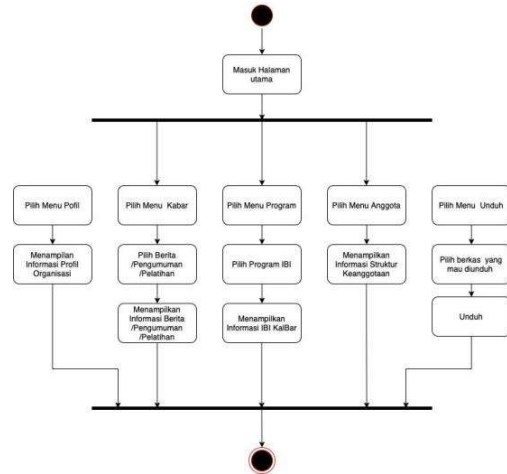 Masuk Halaman
utama
Pilih Menu Pofil
Pilih Menu Kabar
Pilih Menu Program
Pilih Menu Anggota
Pilih Menu Unduh
Menampilan
Informasi Profil
Organisasi
Pilih Berita
/Pengumuman
/Pelatihan
Pilih Program IBI
Menampilkan
Informasi Struktur
Keanggotaan
Pilih berkas yang
mau diunduh
Menampilkan
Informasi Berita
/Pengumuman
/Pelatihan
Menampilkan
Informasi IBI KalBar
Unduh